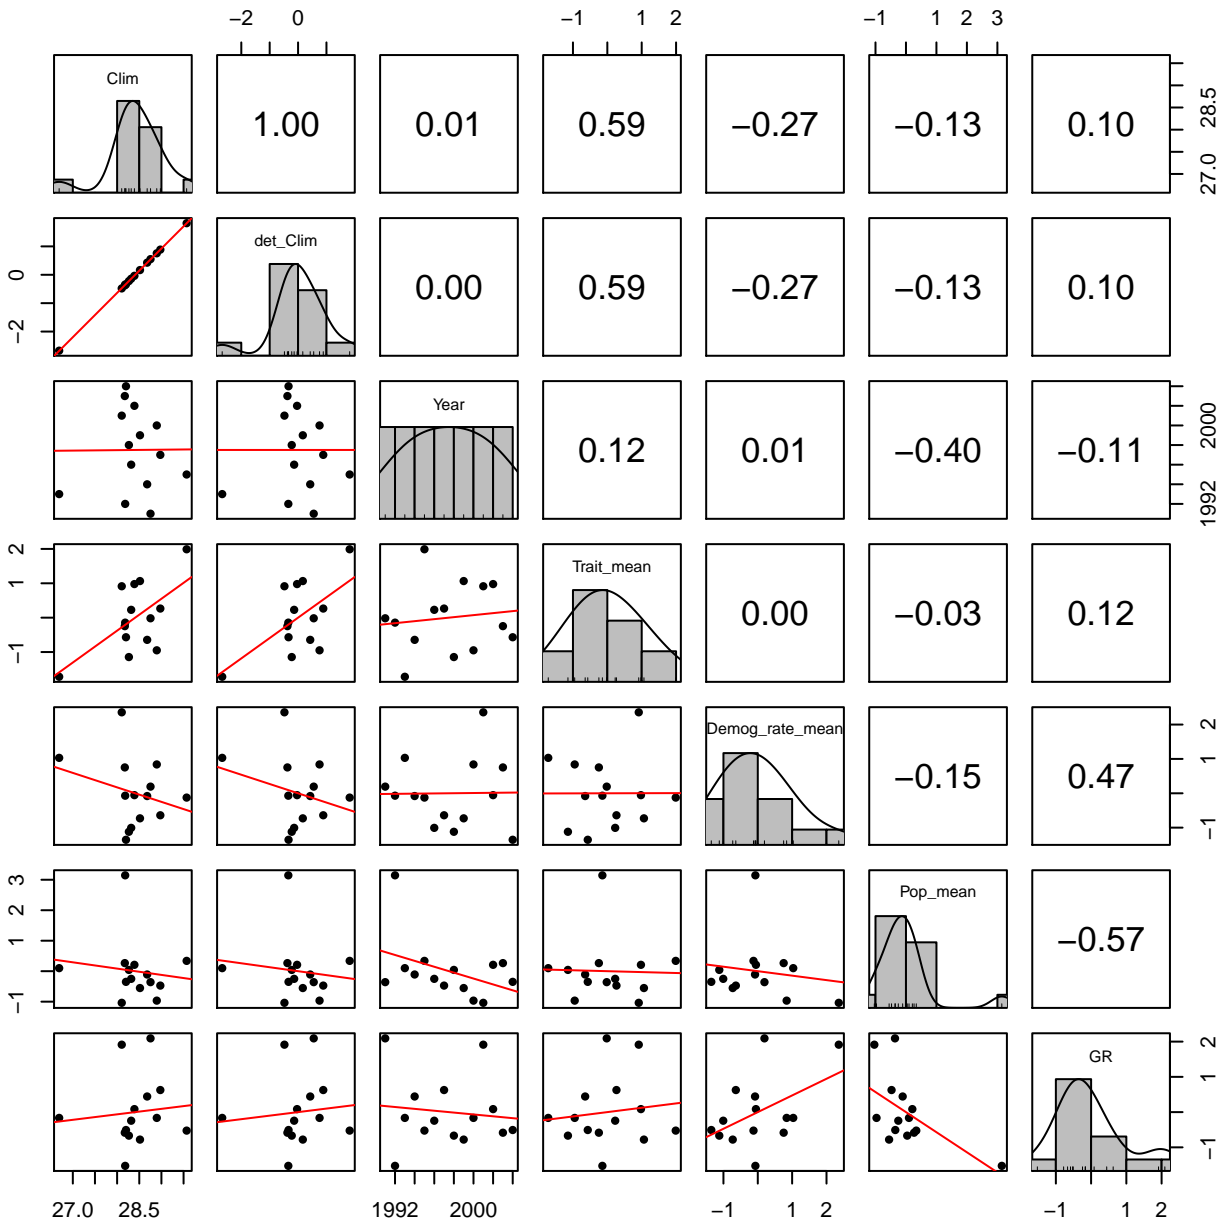 −2 0 −1 1 2 −1 1 2 3
Clim 1.00 0.01 0.59 −0.27 −0.13 0.10
27.0 28.5
det_Clim 0.00 0.59 −0.27 −0.13 0.10
−2 0
Year 0.12 0.01 −0.40 −0.11
1992 2000
Trait_mean 0.00 −0.03 0.12
−1 1 2
Demog_rate_mean −0.15 0.47
−1 1 2
Pop_mean −0.57
−1 1 2 3
GR
−1 1 2
27.0 28.5 1992 2000 −1 1 2 −1 1 2